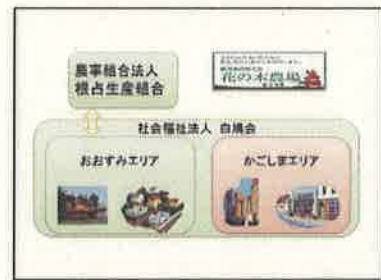 農事組合法人
根占生産組合
花の木農場
社会福祉法人 白鳩会
おおすみエリア
かごしまエリア